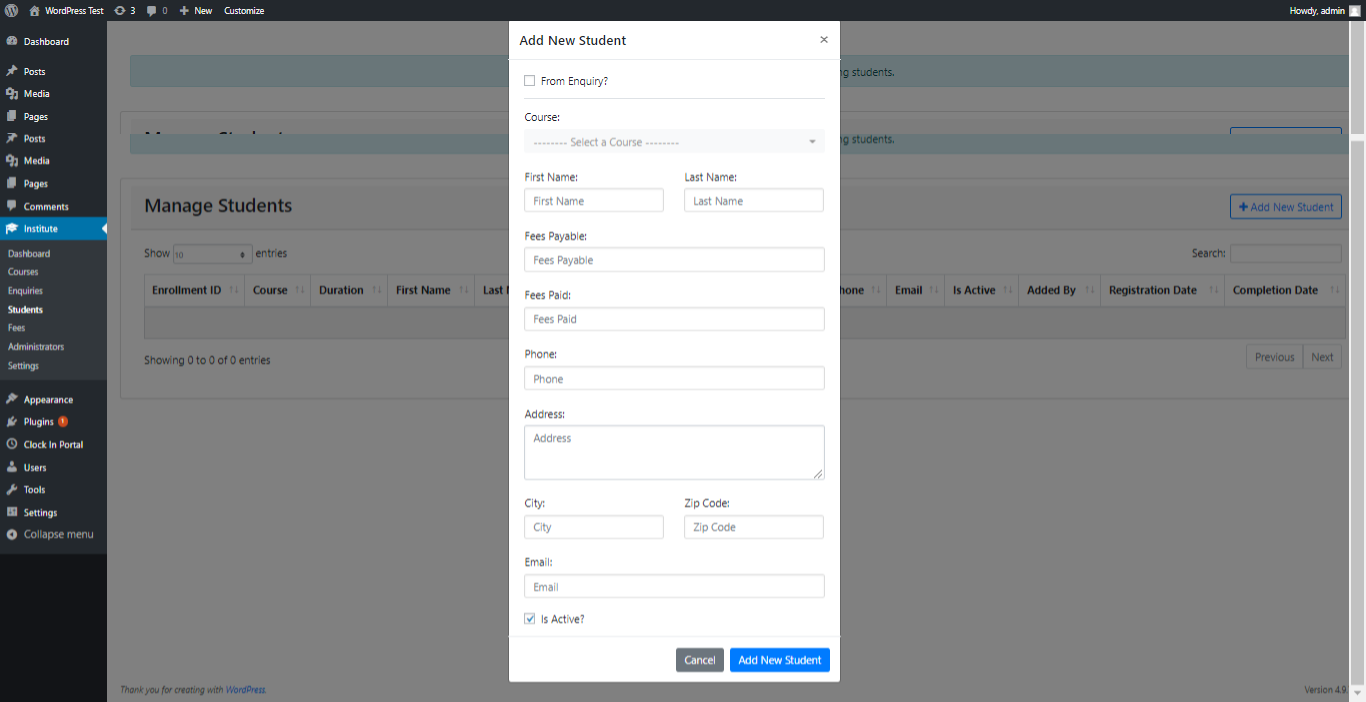 WordPress Test 3 0 New Customize Howdy, admin
Dashboard
Posts
Media
Pages
Posts
Media
Pages
Comments
Institute
Dashboard
Courses
Enquiries
Students
Fees
Administrators
Settings
Appearance
Plugins 1
Clock In Portal
Users
Tools
Settings
Collapse menu
students.
students.
Manage Students
+ Add New Student
Show 10 entries
Search:
Enrollment ID Course Duration First Name Last Email Is Active Added By Registration Date Completion Date
Showing 0 to 0 of 0 entries
Previous Next
Thank you for creating with WordPress.
Version 4.9.
Add New Student ×
From Enquiry?
Course:
-------- Select a Course --------
First Name: Last Name:
First Name Last Name
Fees Payable:
Fees Payable
Fees Paid:
Fees Paid
Phone:
Phone
Address:
Address
City: Zip Code:
City Zip Code
Email:
Email
Is Active?
Cancel Add New Student